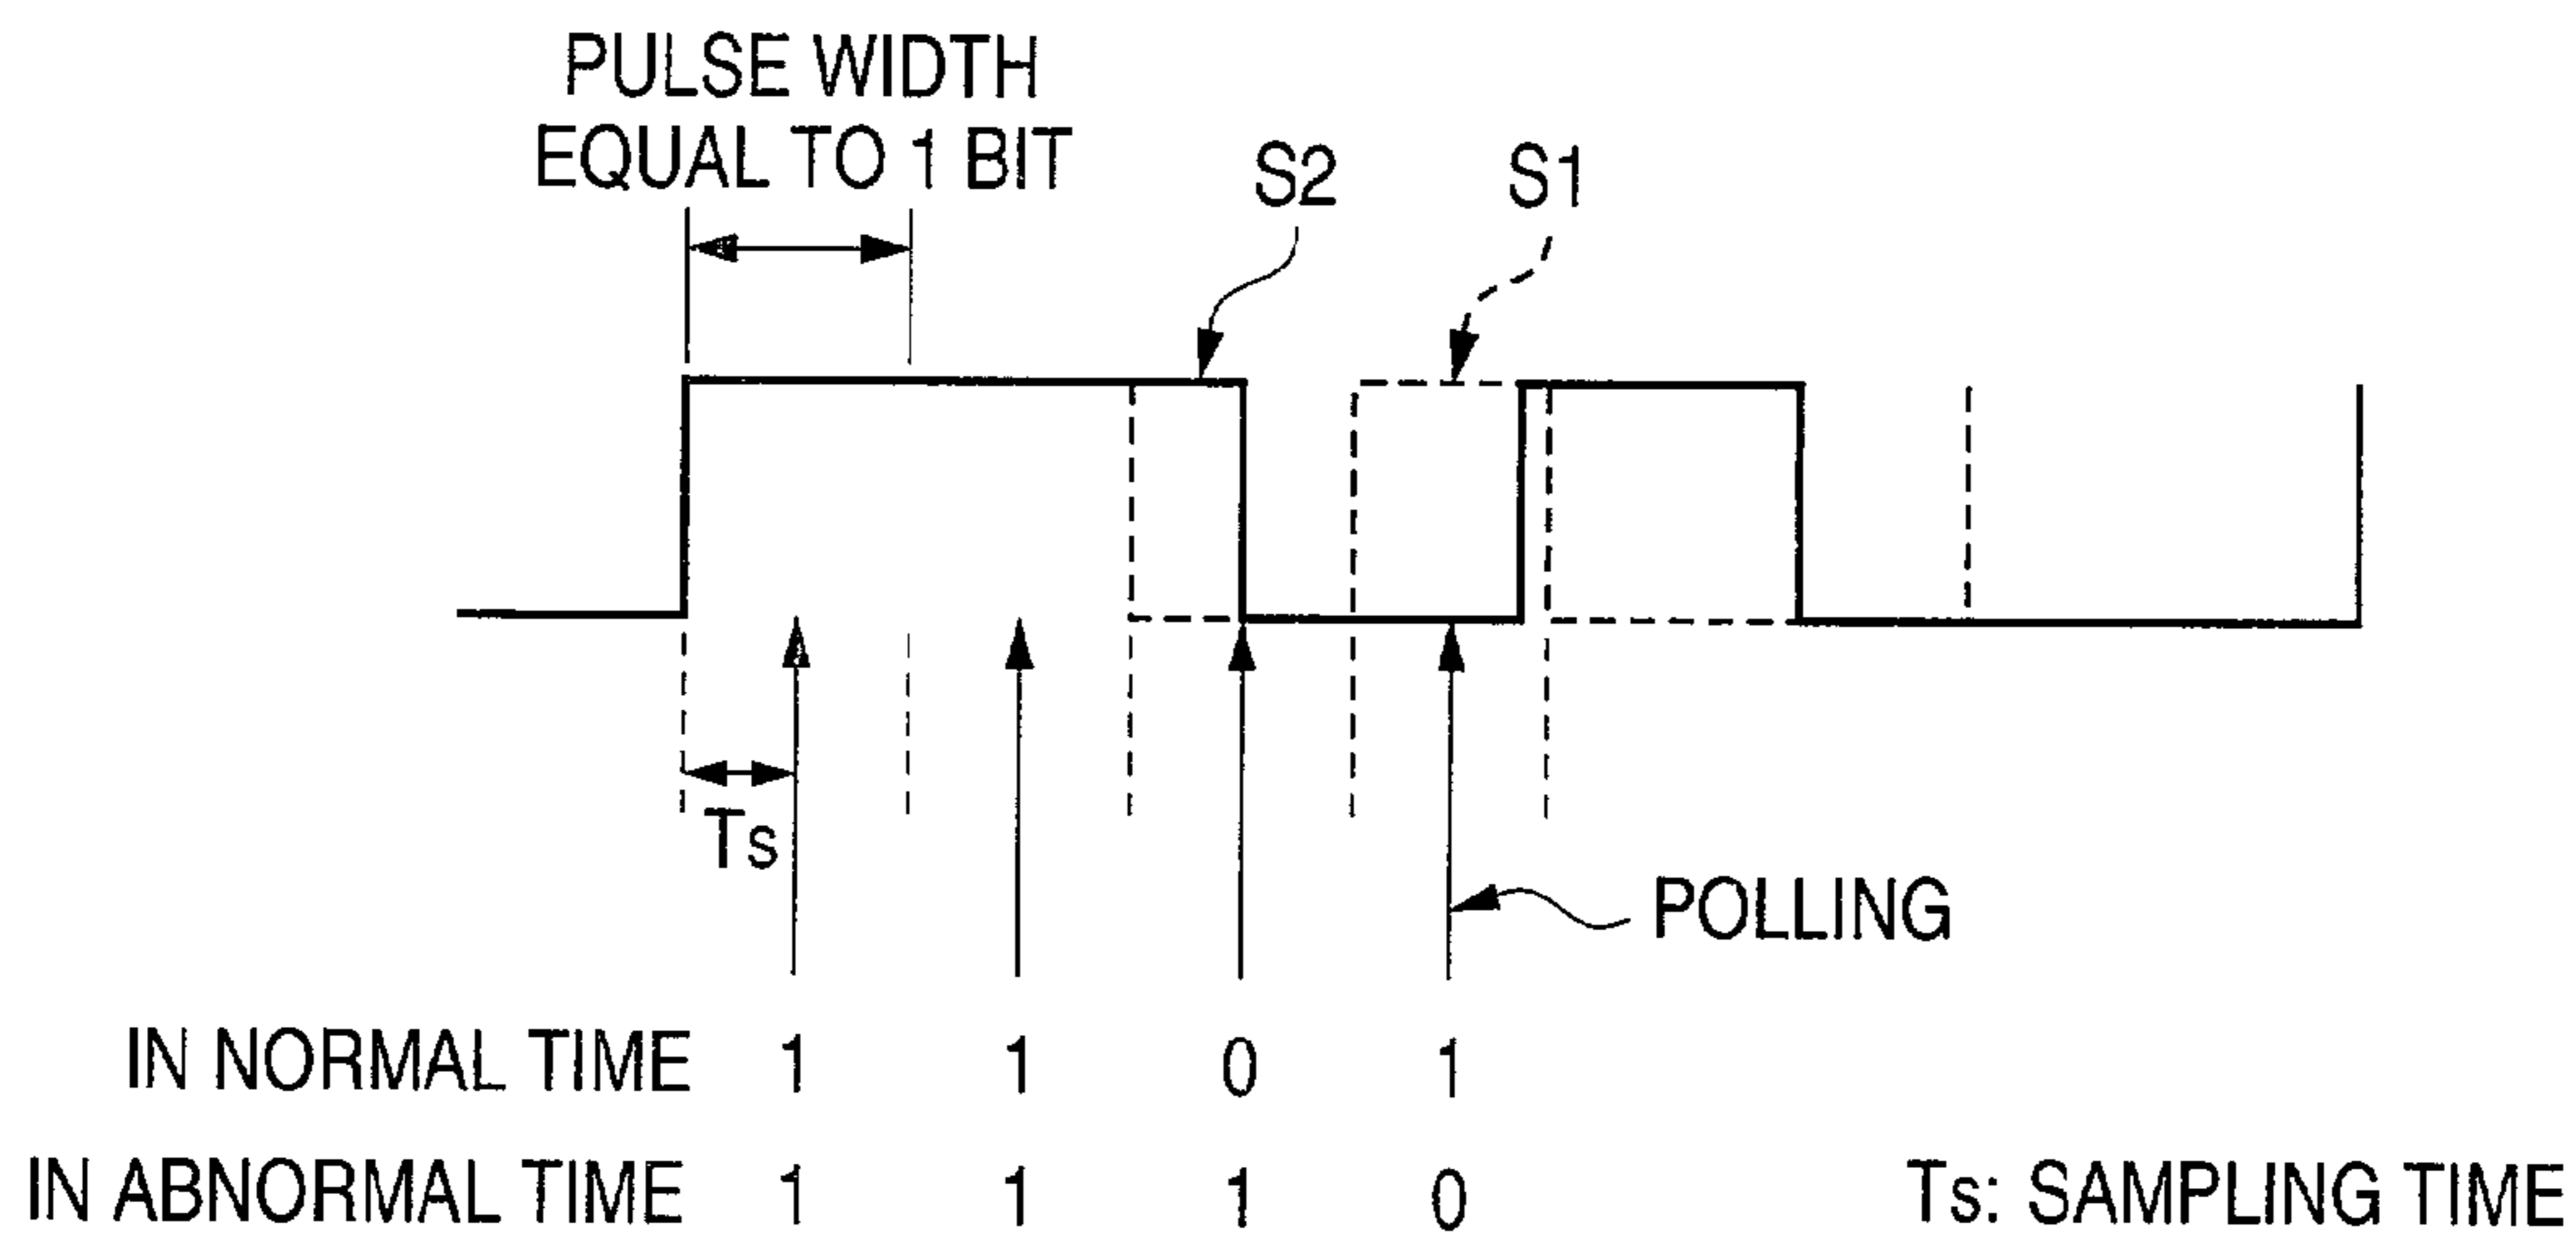 PULSE WIDTH
EQUAL TO 1 BIT
S2
S1
Ts
POLLING
IN NORMAL TIME 1 1 0 1
IN ABNORMAL TIME 1 1 1 0
Ts: SAMPLING TIME